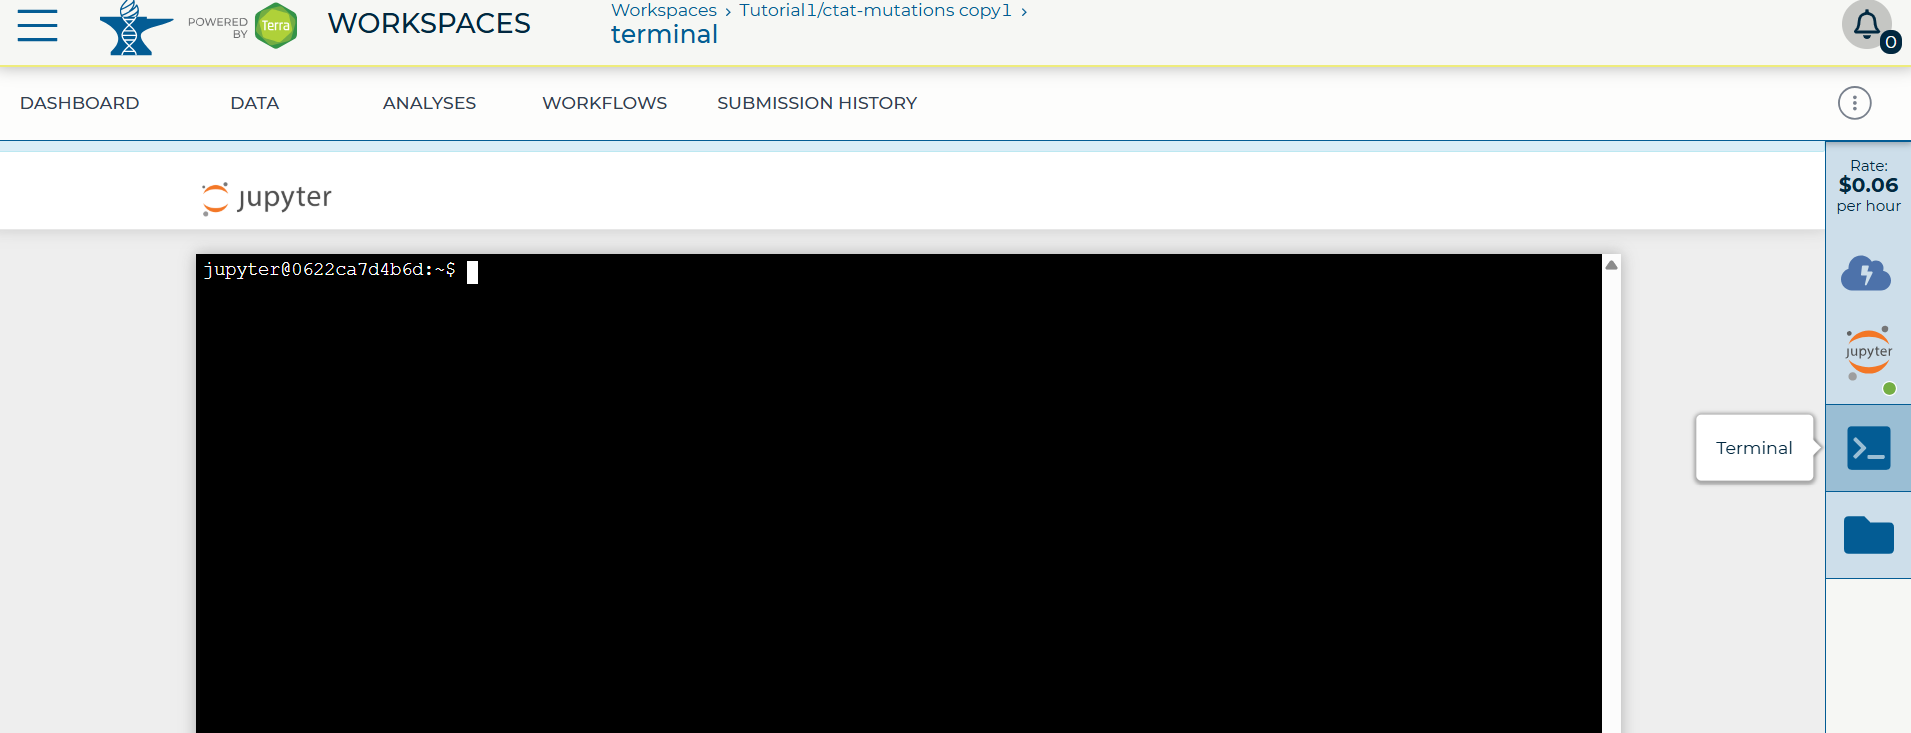 POWERED
BY
Terra
WORKSPACES
Workspaces › Tutorial1/ctat-mutations copy1 ›
terminal
0
DASHBOARD
DATA
ANALYSES
WORKFLOWS
SUBMISSION HISTORY
Rate:
$0.06
per hour
jupyter
jupyter@0622ca7d4b6d:~$
jupyter
Terminal